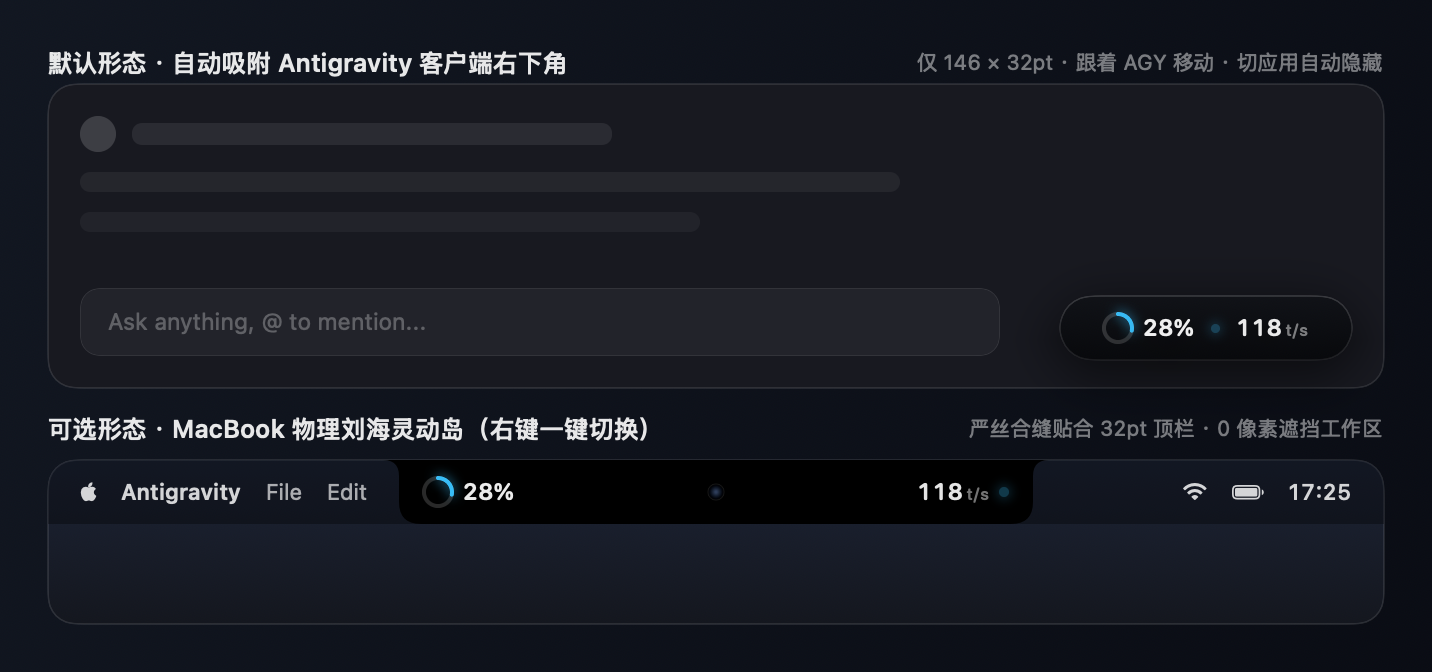 默认形态 · 自动吸附 Antigravity 客户端右下角
仅 146 × 32pt · 跟着 AGY 移动 · 切应用自动隐藏
Ask anything, @ to mention...
28% 118 t/s
可选形态 · MacBook 物理刘海灵动岛（右键一键切换）
严丝合缝贴合 32pt 顶栏 · 0 像素遮挡工作区
Antigravity File Edit 28% 118 t/s 17:25